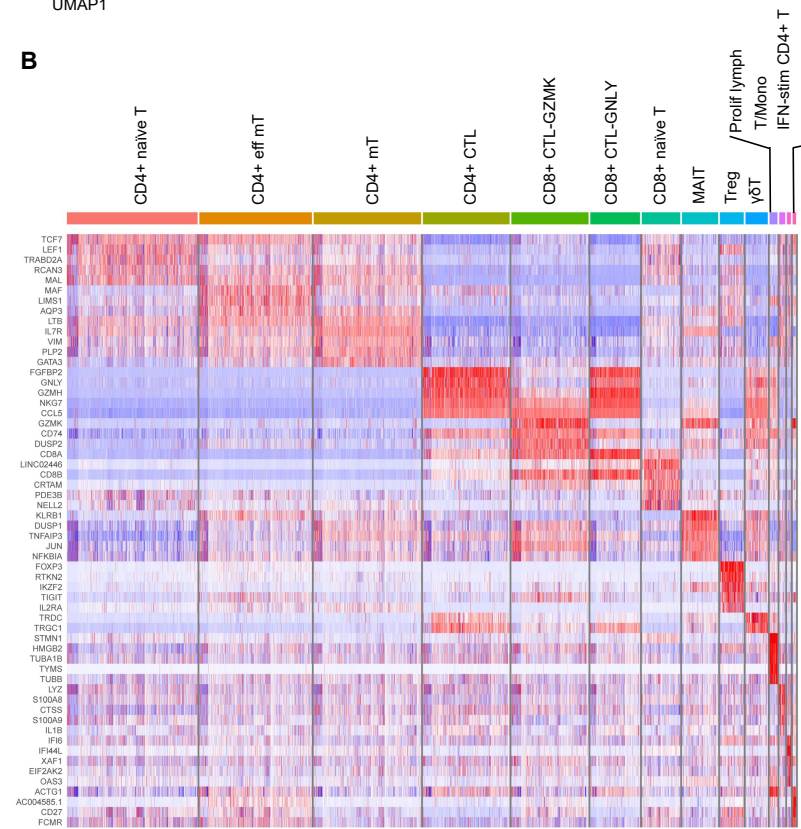 UMAP1
B
CD4+ naïve T
CD4+ eff mT
CD4+ mT
CD4+ CTL
CD8+ CTL-GZMK
CD8+ CTL-GNLY
CD8+ naïve T
MAIT
Treg
γδT
Prolif lymph
T/Mono
IFN-stim CD4+ T
TCF7
LEF1
TRABD2A
RCAN3
MAL
MAF
LIMS1
AQP3
LTB
IL7R
VIM
PLP2
GATA3
FGFBP2
GNLY
GZMH
NKG7
CCL5
GZMK
CD74
DUSP2
CD8A
LINC02446
CD8B
CRTAM
PDE3B
NELL2
KLRB1
DUSP1
TNFAIP3
JUN
NFKBIA
FOXP3
RTKN2
IKZF2
TIGIT
IL2RA
TRDC
TRGC1
STMN1
HMGB2
TUBA1B
TYMS
TUBB
LYZ
S100A8
CTSS
S100A9
IL1B
IFI6
IFI44L
XAF1
EIF2AK2
OAS3
ACTG1
AC004585.1
CD27
FCMR